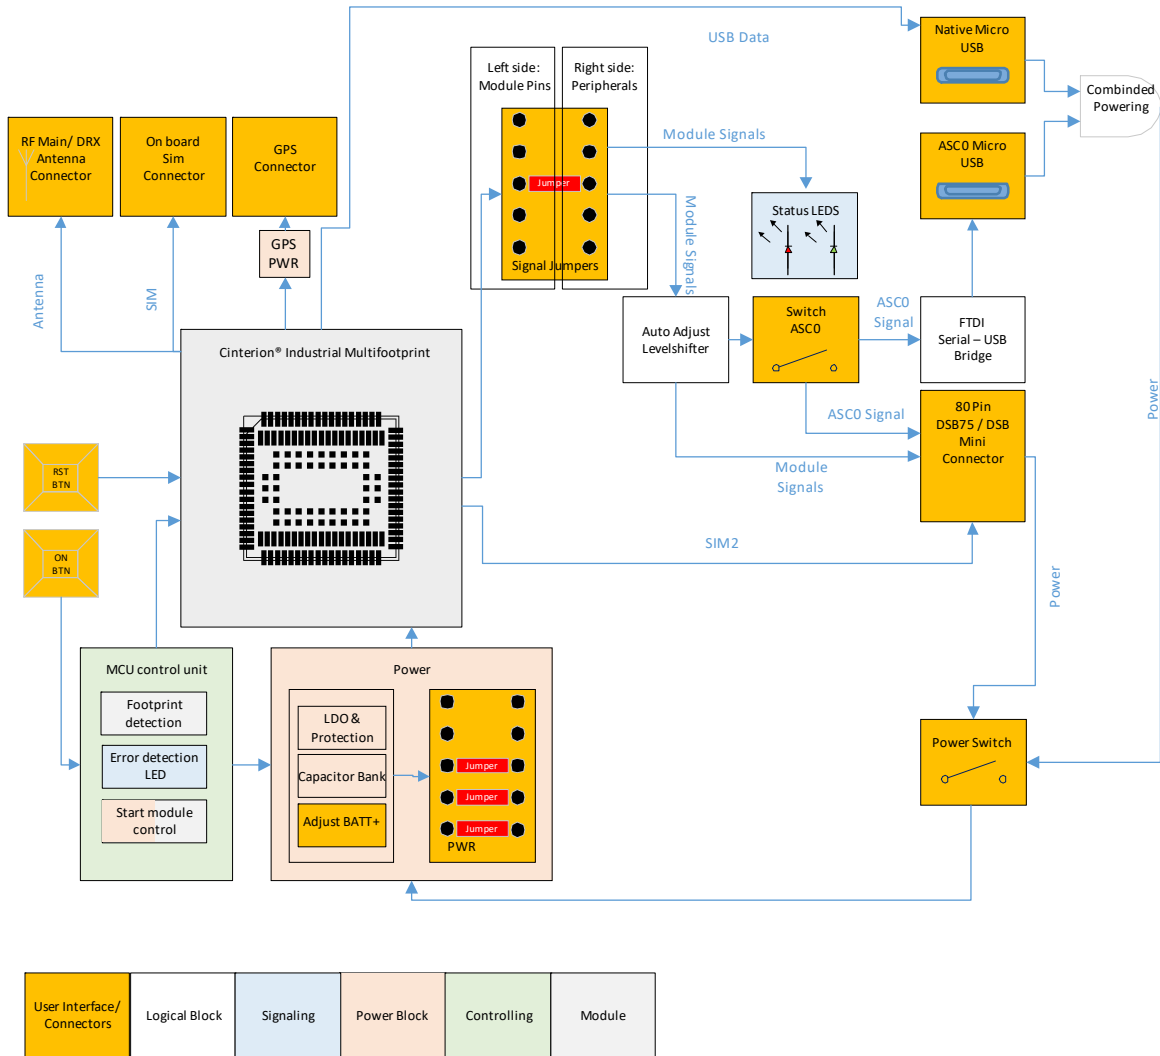 USB Data
Native Micro
USB
Combinded
Powering
Left side:
Module Pins
Right side:
Peripherals
Jumper
Signal Jumpers
Module Signals
Module Signals
RF Main/ DRX
Antenna
Connector
On board
Sim
Connector
GPS
Connector
GPS
PWR
ASC0 Micro
USB
Status LEDS
Antenna
SIM
Cinterion® Industrial Multifootprint
Auto Adjust
Levelshifter
Switch
ASC0
ASC0
Signal
FTDI
Serial – USB
Bridge
Power
ASC0 Signal
80 Pin
DSB75 / DSB
Mini
Connector
Module
Signals
RST
BTN
ON
BTN
SIM2
Power
MCU control unit
Footprint
detection
Error detection
LED
Start module
control
Power
LDO &
Protection
Capacitor Bank
Adjust BATT+
Jumper
Jumper
Jumper
PWR
Power Switch
User Interface/
Connectors
Logical Block
Signaling
Power Block
Controlling
Module